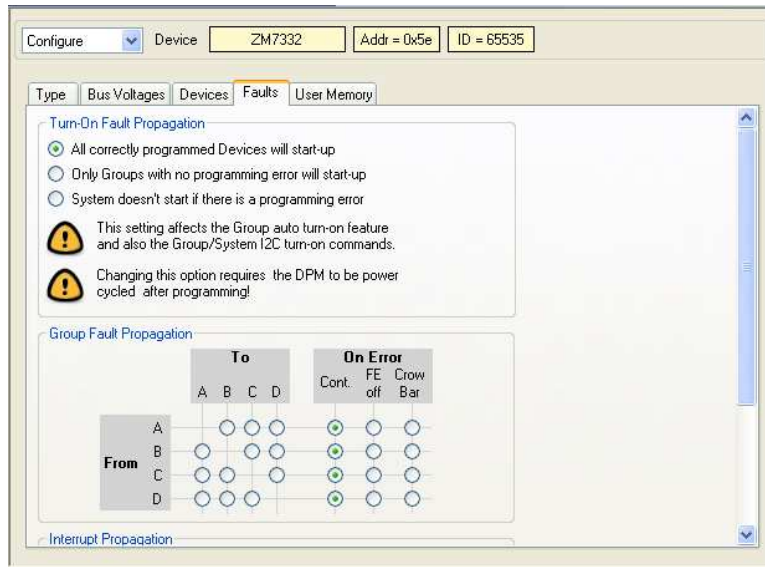 Configure Device ZM7332 Addr = 0x5e ID = 65535
Type Bus Voltages Devices Faults User Memory
Turn-On Fault Propagation
All correctly programmed Devices will start-up
Only Groups with no programming error will start-up
System doesn't start if there is a programming error
This setting affects the Group auto turn-on feature
and also the Group/System I2C turn-on commands.
Changing this option requires the DPM to be power
cycled after programming!
Group Fault Propagation
To On Error
A B C D Cont. FE off Crow Bar
From
A
B
C
D
Interrupt Propagation